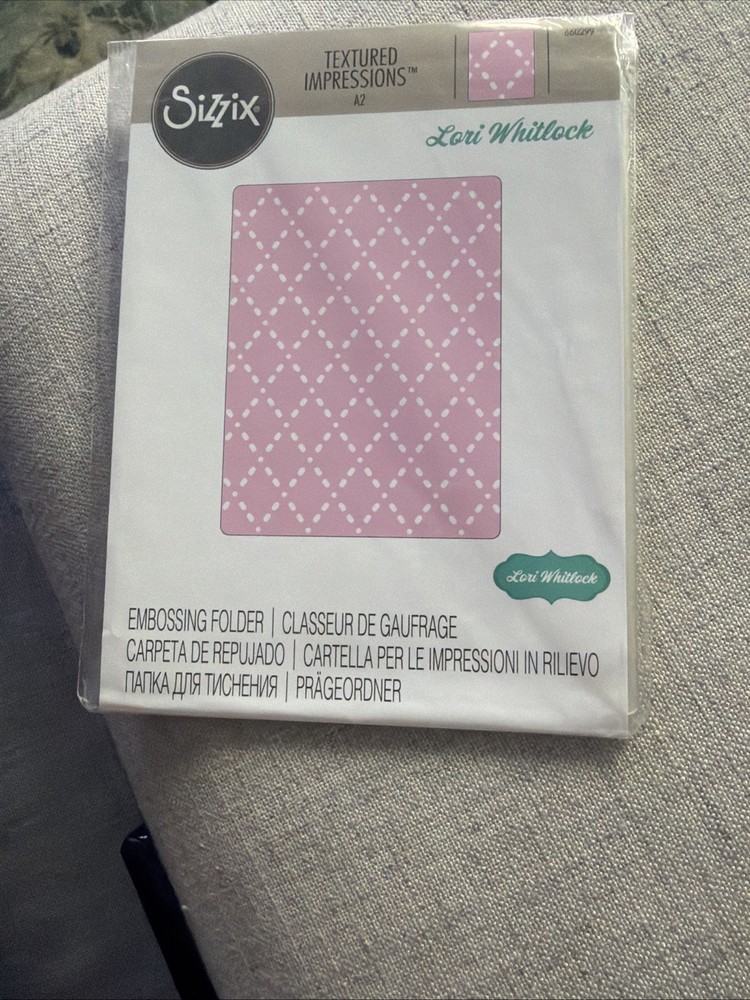 660299
TEXTURED
IMPRESSIONS™
A2
Sizzix®
Lori Whitlock
Lori Whitlock
EMBOSSING FOLDER | CLASSEUR DE GAUFRAGE
CARPETA DE REPUJADO | CARTELLA PER LE IMPRESSIONI IN RILIEVO
ПАПКА ДЛЯ ТИСНЕНИЯ | PRÄGEORDNER